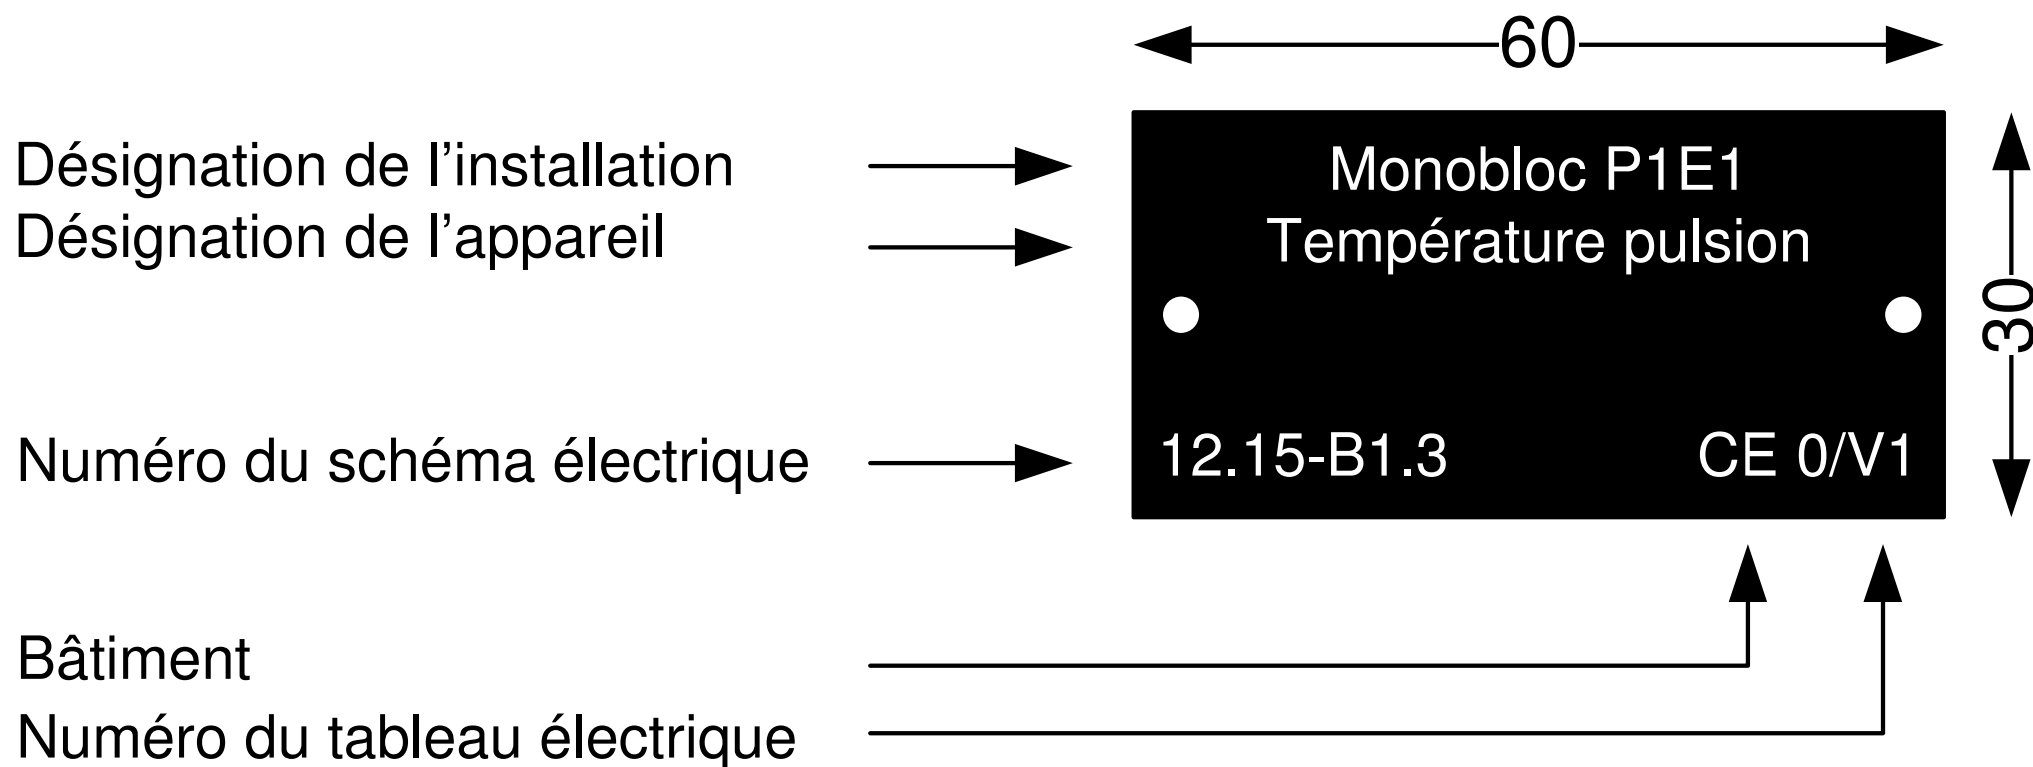 60
Désignation de l'installation
Monobloc P1E1
Désignation de l'appareil
Température pulsion
30
Numéro du schéma électrique
12.15-B1.3 CE 0/V1
Bâtiment
Numéro du tableau électrique